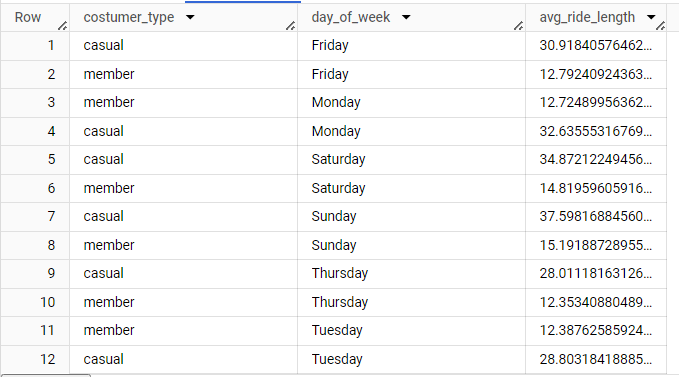 Row costumer_type day_of_week avg_ride_length
1 casual Friday 30.91840576462...
2 member Friday 12.79240924363...
3 member Monday 12.72489956362...
4 casual Monday 32.63555316769...
5 casual Saturday 34.87212249456...
6 member Saturday 14.81959605916...
7 casual Sunday 37.59816884560...
8 member Sunday 15.19188728955...
9 casual Thursday 28.01118163126...
10 member Thursday 12.35340880489...
11 member Tuesday 12.38762585924...
12 casual Tuesday 28.80318418885...